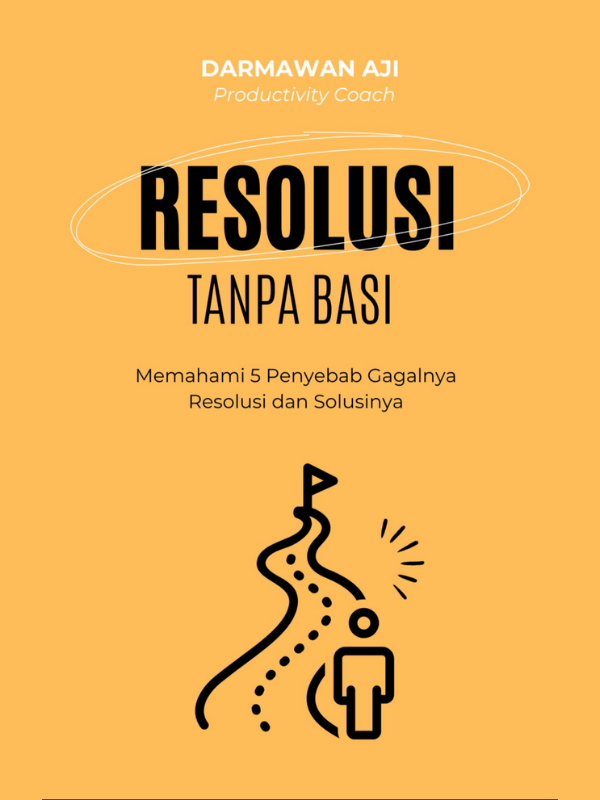 DARMAWAN AJI
Productivity Coach
RESOLUSI
TANPA BASI
Memahami 5 Penyebab Gagalnya
Resolusi dan Solusinya